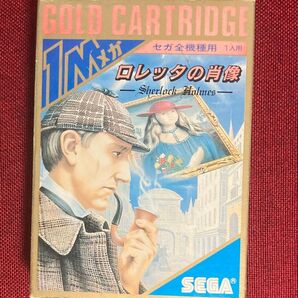 GOLD CARTRIDGE
1Mメガ
セガ全機種用 1人用
ロレッタの肖像
Sherlock Holmes
SEGA